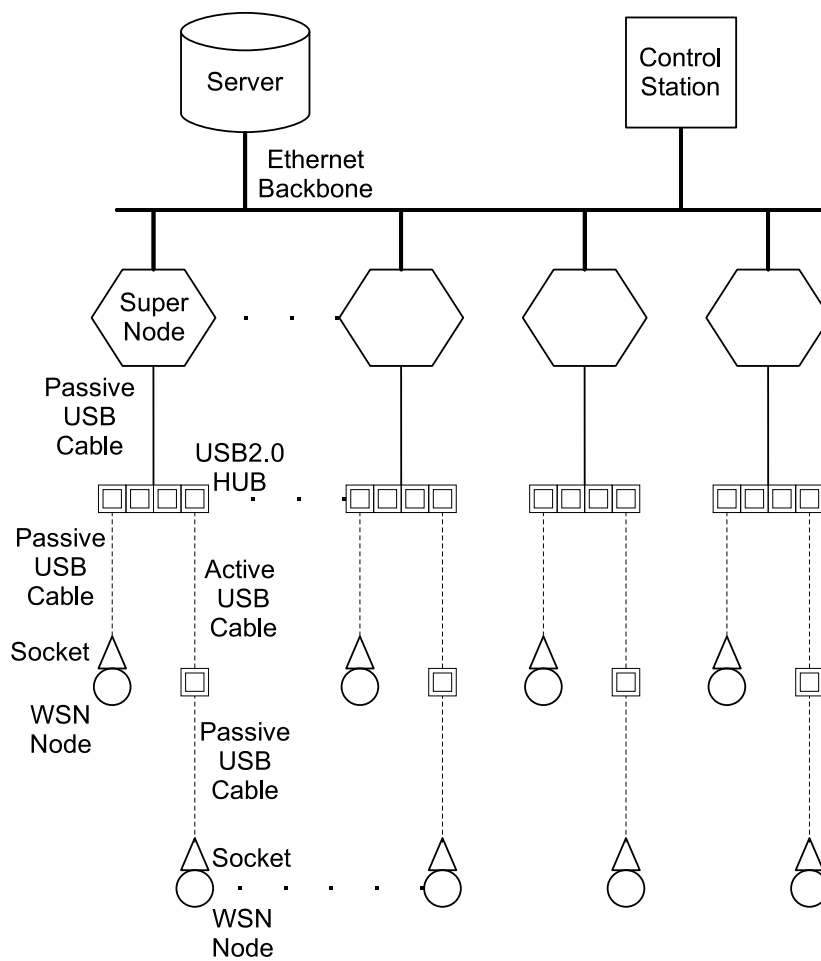 Server
Control
Station
Ethernet
Backbone
Super
Node
Passive
USB
Cable
USB2.0
HUB
Passive
USB
Cable
Active
USB
Cable
Socket
WSN
Node
Passive
USB
Cable
Socket
WSN
Node